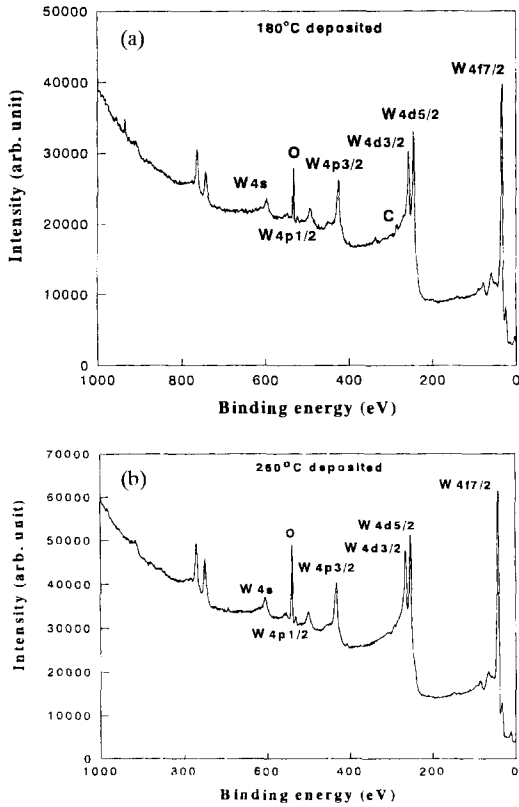 (a)
180°C deposited
50000
40000
30000
20000
10000
0
Intensity (arb. unit)
W 4f7/2
W 4d5/2
W 4d3/2
O
W 4p3/2
W 4s
C
W 4p1/2
1000
800
600
400
200
0
Binding energy (eV)
(b)
260°C deposited
70000
60000
50000
40000
30000
20000
10000
0
Intensity (arb. unit)
W 4f7/2
W 4d5/2
O
W 4d3/2
W 4p3/2
W 4s
W 4p1/2
1000
800
600
400
200
0
Binding energy (eV)